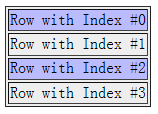 Row with Index #0
Row with Index #1
Row with Index #2
Row with Index #3